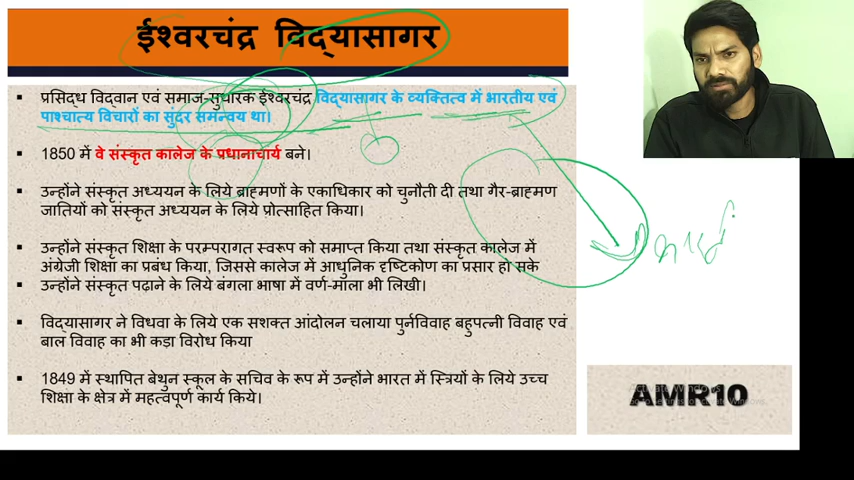 ईश्वरचंद्र विद्यासागर
▪ प्रसिद्ध विद्वान एवं समाज-सुधारक ईश्वरचंद्र विद्यासागर के व्यक्तित्व में भारतीय एवं
पाश्चात्य विचारों का सुंदर समन्वय था।
▪ 1850 में वे संस्कृत कालेज के प्रधानाचार्य बने।
▪ उन्होंने संस्कृत अध्ययन के लिये ब्राह्मणों के एकाधिकार को चुनौती दी तथा गैर-ब्राह्मण
जातियों को संस्कृत अध्ययन के लिये प्रोत्साहित किया।
▪ उन्होंने संस्कृत शिक्षा के परम्परागत स्वरूप को समाप्त किया तथा संस्कृत कालेज में
अंग्रेजी शिक्षा का प्रबंध किया, जिससे कालेज में आधुनिक दृष्टिकोण का प्रसार हो सके
▪ उन्होंने संस्कृत पढ़ाने के लिये बंगला भाषा में वर्ण-माला भी लिखी।
▪ विद्यासागर ने विधवा के लिये एक सशक्त आंदोलन चलाया पुर्नविवाह बहुपत्नी विवाह एवं
बाल विवाह का भी कड़ा विरोध किया
▪ 1849 में स्थापित बेथुन स्कूल के सचिव के रूप में उन्होंने भारत में स्त्रियों के लिये उच्च
शिक्षा के क्षेत्र में महत्वपूर्ण कार्य किये।
AMR10